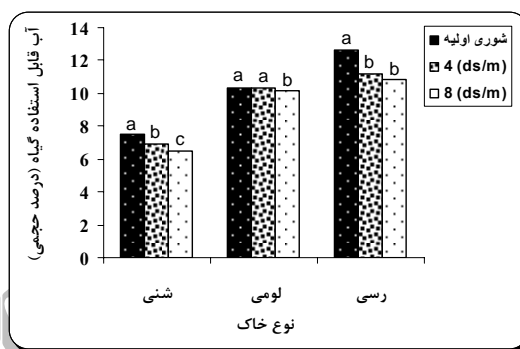 آب قابل استفاده گیاه (درصد حجمی)
14
12
10
8
6
4
2
0
a b c
a a b
a b b
شنی لومی رسی
نوع خاک
شوری اولیه
4 (ds/m)
8 (ds/m)